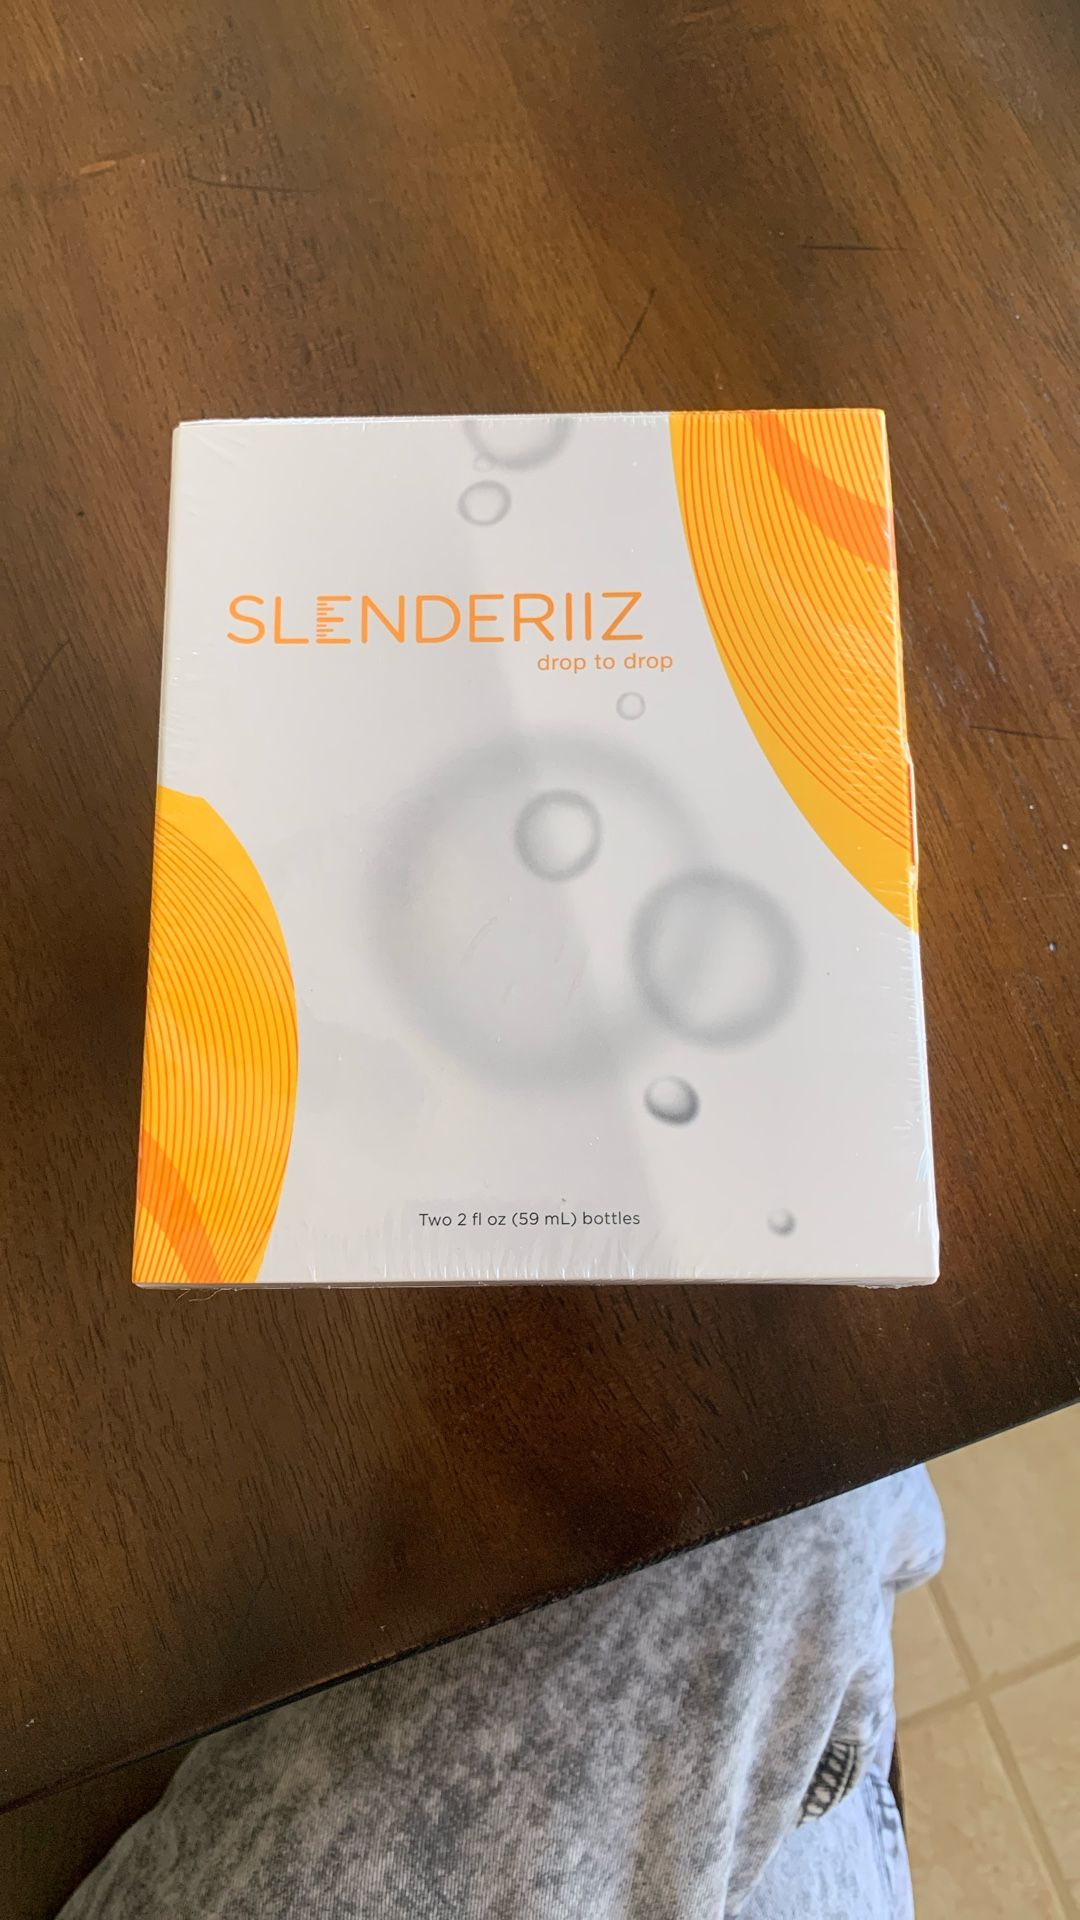 SLENDERIIZ
drop to drop
Two 2 fl oz (59 mL) bottles